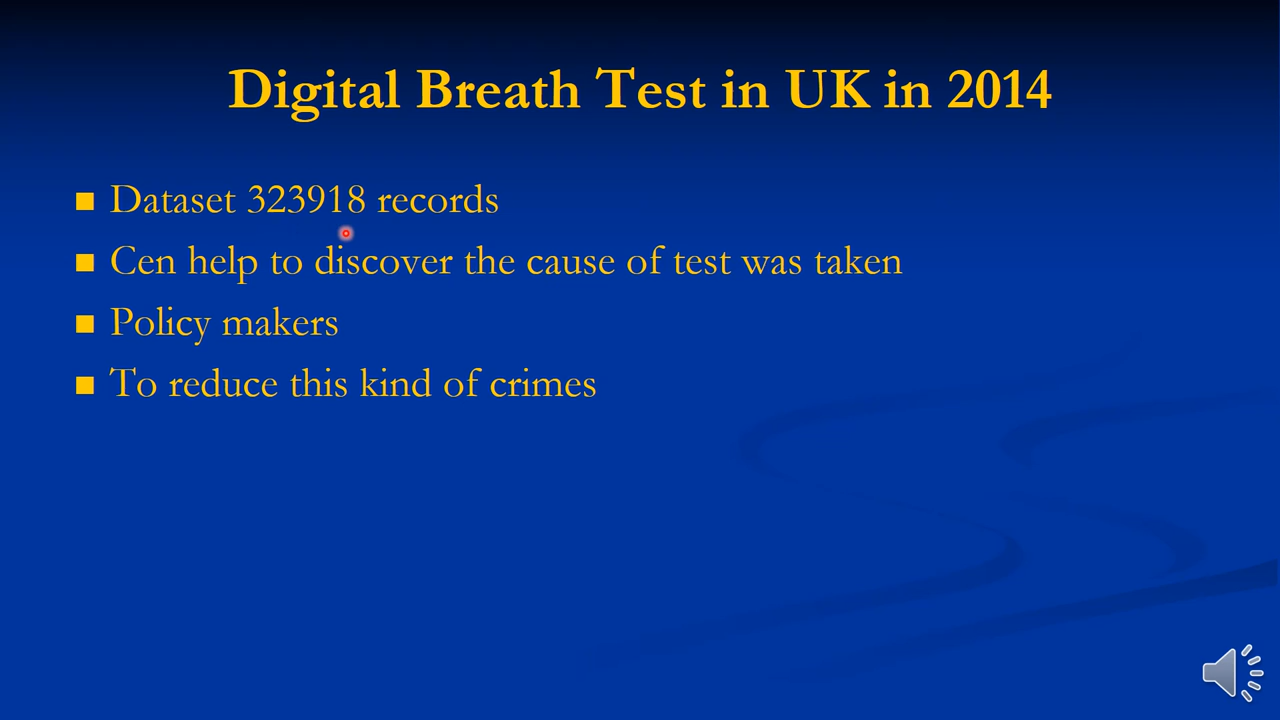 Digital Breath Test in UK in 2014
Dataset 323918 records
Cen help to discover the cause of test was taken
Policy makers
To reduce this kind of crimes